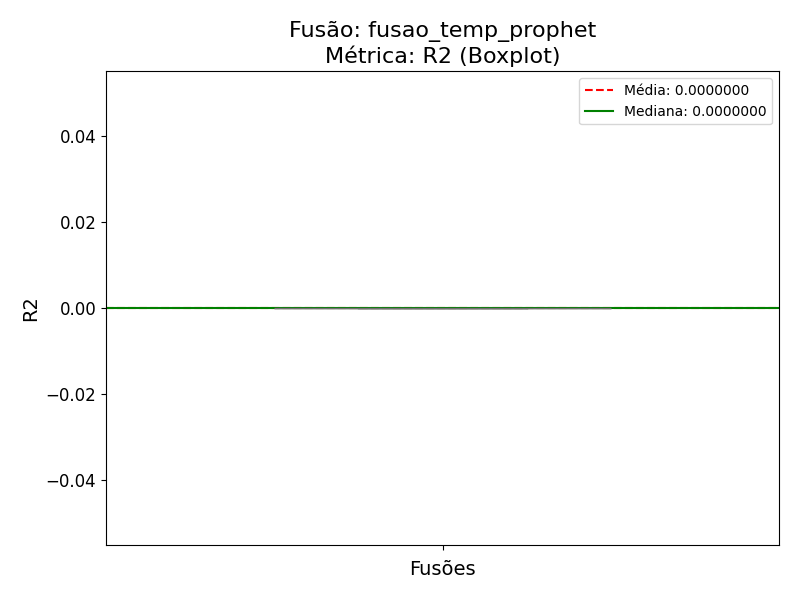 Fusão: fusao_temp_prophet
Métrica: R2 (Boxplot)
Média: 0.0000000
Mediana: 0.0000000
0.04
0.02
0.00
−0.02
−0.04
R2
Fusões